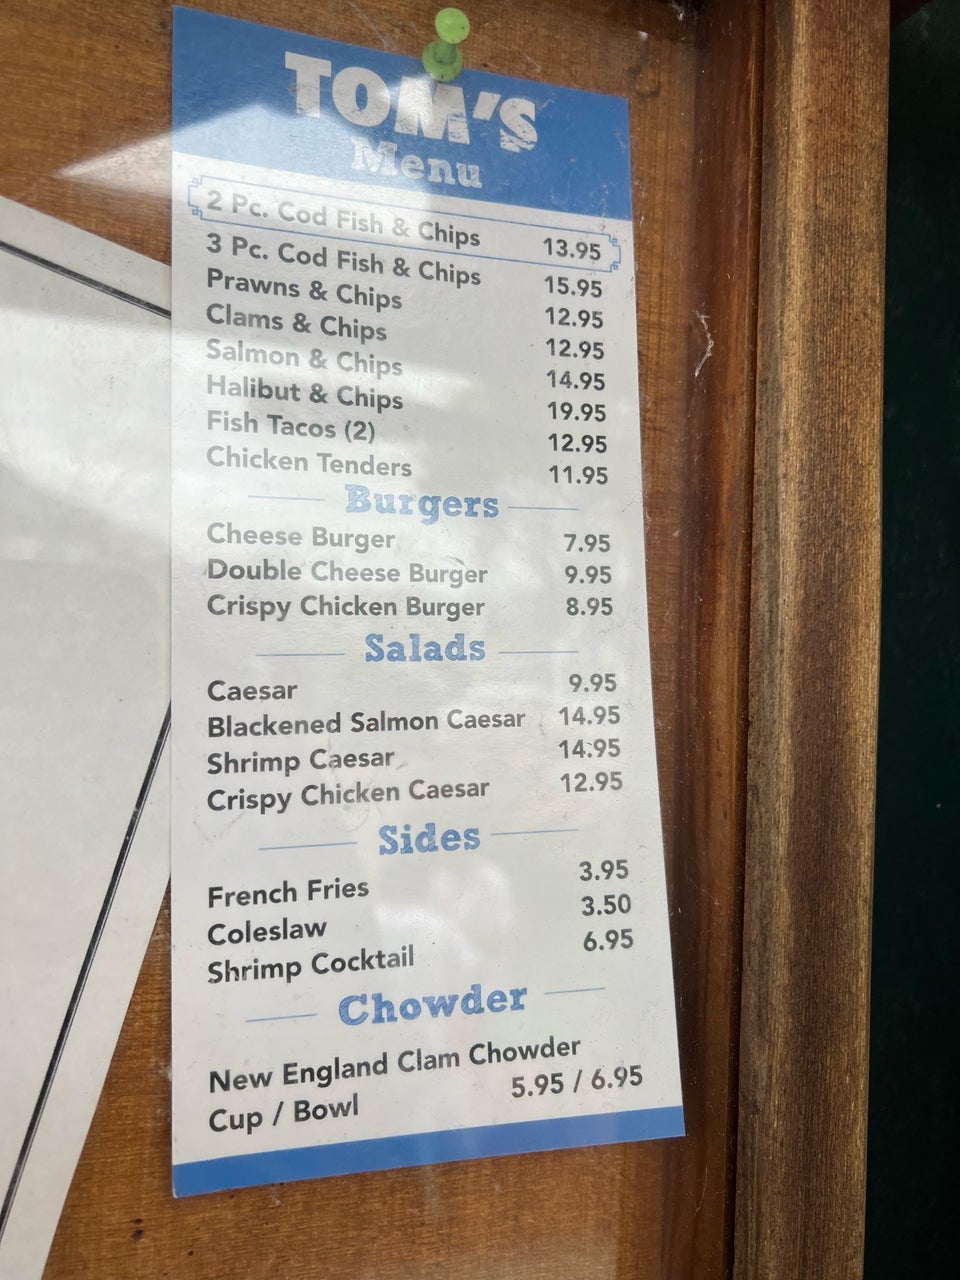 TOM'S
Menu
2 Pc. Cod Fish & Chips 13.95
3 Pc. Cod Fish & Chips 15.95
Prawns & Chips 12.95
Clams & Chips 12.95
Salmon & Chips 14.95
Halibut & Chips 19.95
Fish Tacos (2) 12.95
Chicken Tenders 11.95
Burgers
Cheese Burger 7.95
Double Cheese Burger 9.95
Crispy Chicken Burger 8.95
Salads
Caesar 9.95
Blackened Salmon Caesar 14.95
Shrimp Caesar 14.95
Crispy Chicken Caesar 12.95
Sides
French Fries 3.95
Coleslaw 3.50
Shrimp Cocktail 6.95
Chowder
New England Clam Chowder
Cup / Bowl 5.95 / 6.95